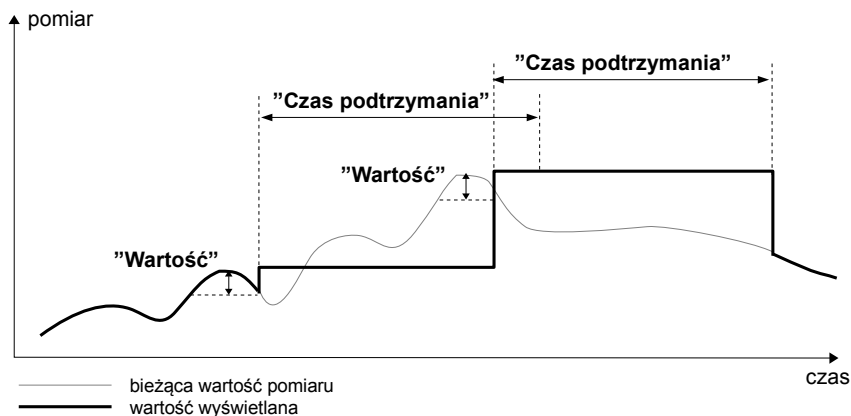 pomiar
”Czas podtrzymania”
”Czas podtrzymania”
”Wartość”
”Wartość”
czas
bieżąca wartość pomiaru
wartość wyświetlana